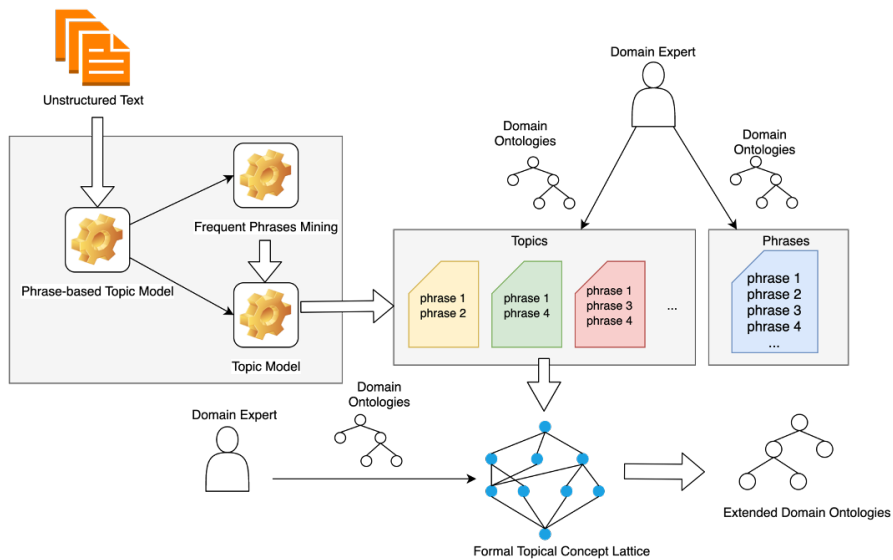 Unstructured Text
Domain Expert
Domain
Ontologies
Domain
Ontologies
Frequent Phrases Mining
Phrase-based Topic Model
Topic Model
Topics
phrase 1
phrase 2
phrase 1
phrase 4
phrase 1
phrase 3
phrase 4
...
Phrases
phrase 1
phrase 2
phrase 3
phrase 4
...
Domain Expert
Domain
Ontologies
Formal Topical Concept Lattice
Extended Domain Ontologies